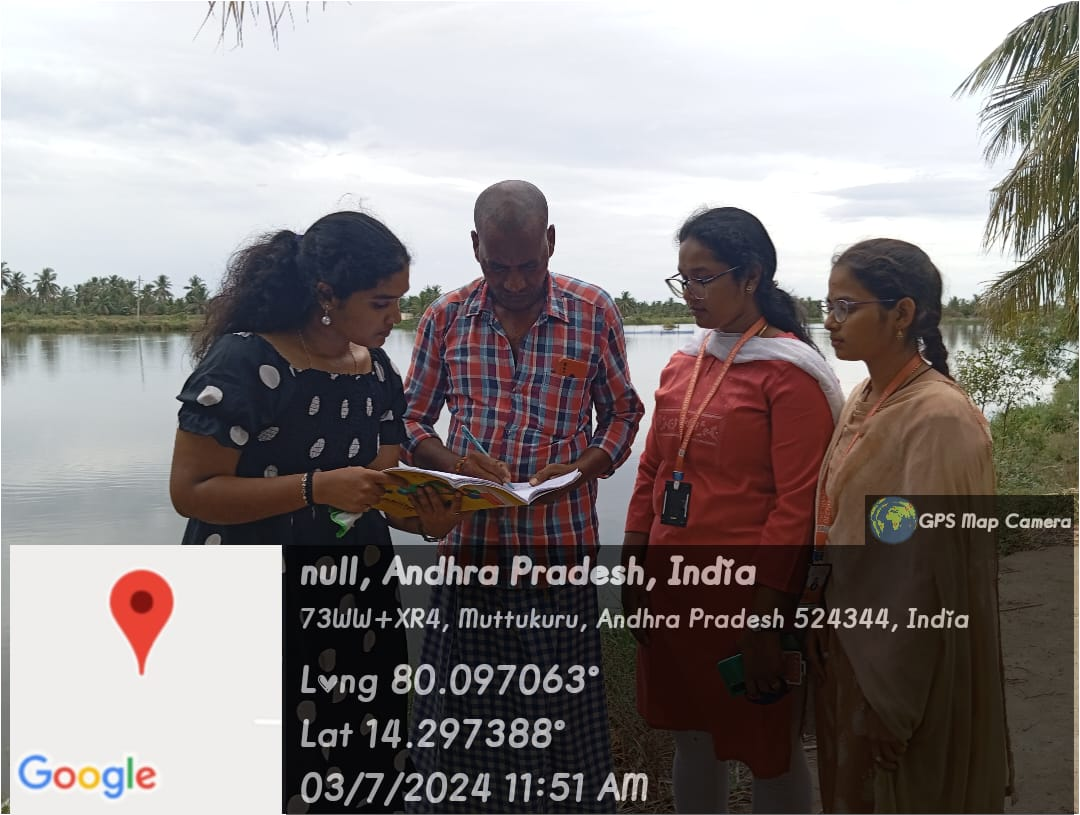 GPS Map Camera
null, Andhra Pradesh, India
73WW+XR4, Muttukuru, Andhra Pradesh 524344, India
L♥ng 80.097063°
Lat 14.297388°
03/7/2024 11:51 AM
Google